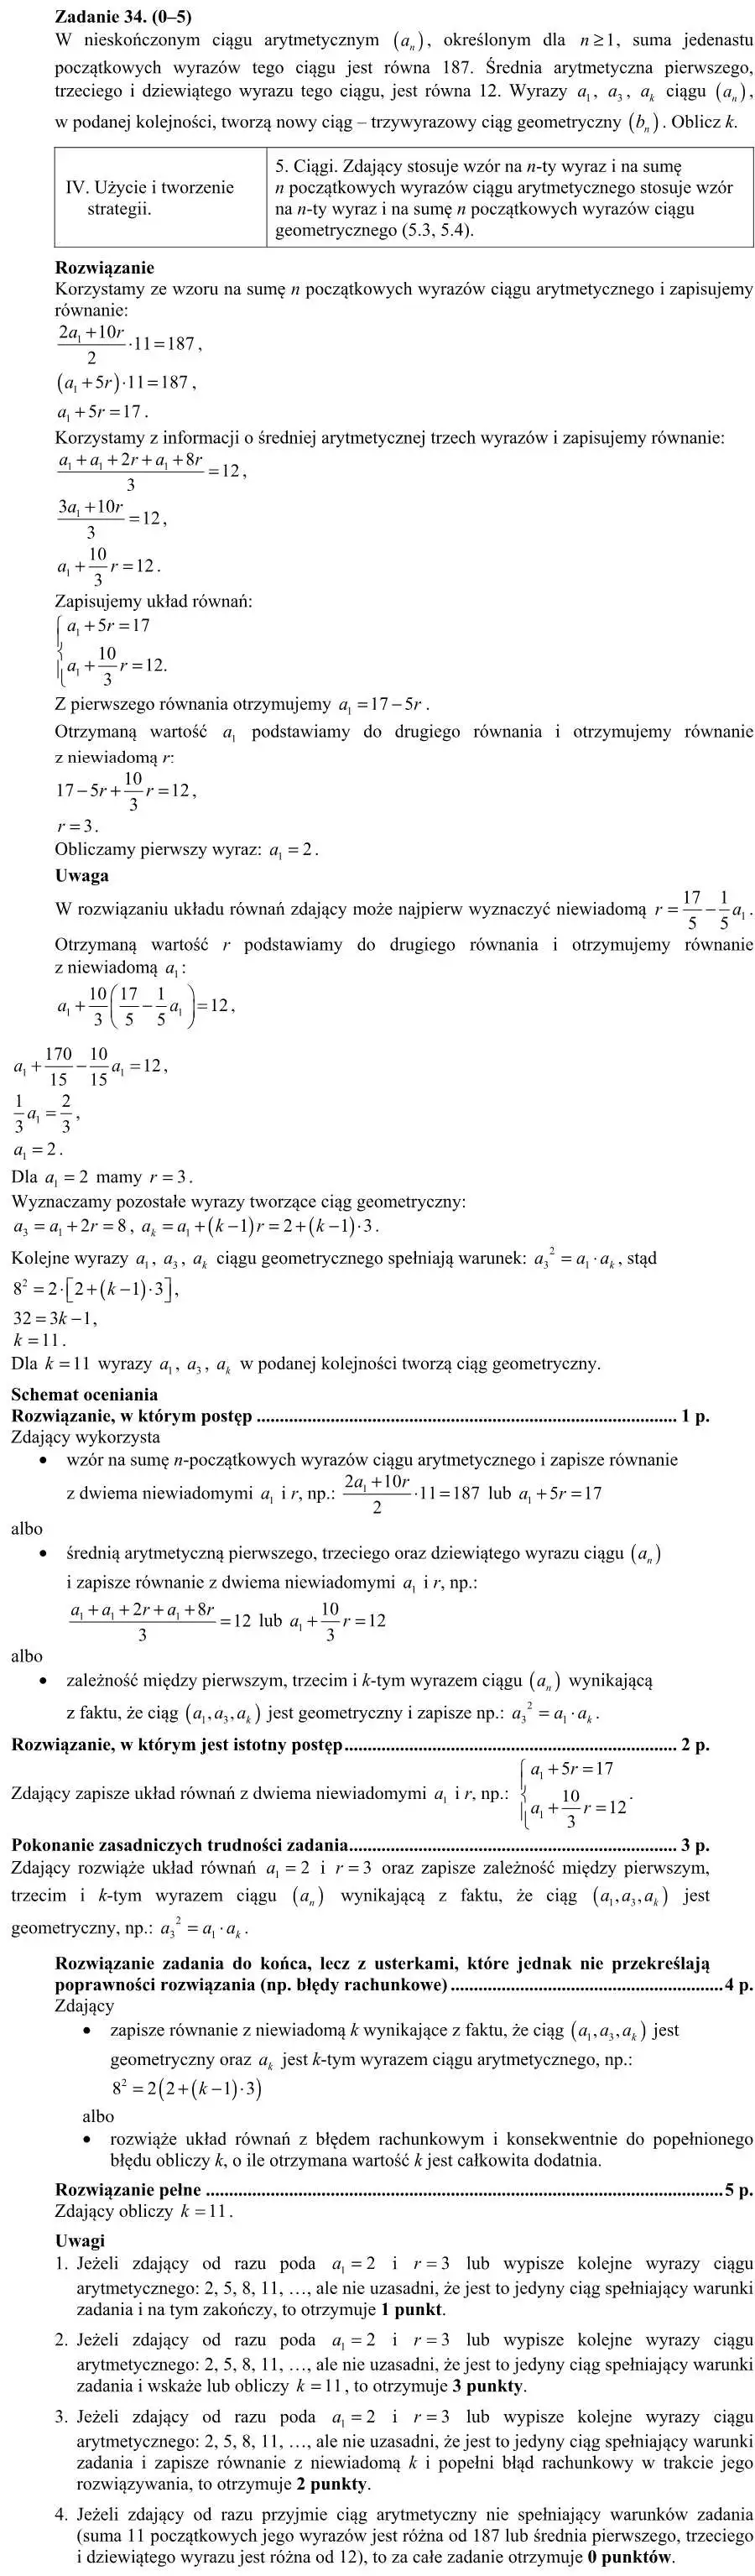 Zadanie 34. (0–5)
W nieskończonym ciągu arytmetycznym (aₙ), określonym dla n ≥ 1, suma jedenastu
początkowych wyrazów tego ciągu jest równa 187. Średnia arytmetyczna pierwszego,
trzeciego i dziewiątego wyrazu tego ciągu, jest równa 12. Wyrazy a₁, a₃, aₖ ciągu (aₙ),
w podanej kolejności, tworzą nowy ciąg – trzywyrazowy ciąg geometryczny (bₙ). Oblicz k.
IV. Użycie i tworzenie
strategii.
5. Ciągi. Zdający stosuje wzór na n-ty wyraz i na sumę
n początkowych wyrazów ciągu arytmetycznego stosuje wzór
na n-ty wyraz i na sumę n początkowych wyrazów ciągu
geometrycznego (5.3, 5.4).
Rozwiązanie
Korzystamy ze wzoru na sumę n początkowych wyrazów ciągu arytmetycznego i zapisujemy
równanie:
(2a₁ + 10r)/2 · 11 = 187,
(a₁ + 5r) · 11 = 187,
a₁ + 5r = 17.
Korzystamy z informacji o średniej arytmetycznej trzech wyrazów i zapisujemy równanie:
(a₁ + a₁ + 2r + a₁ + 8r)/3 = 12,
(3a₁ + 10r)/3 = 12,
a₁ + 10/3 r = 12.
Zapisujemy układ równań:
{ a₁ + 5r = 17
{ a₁ + 10/3 r = 12.
Z pierwszego równania otrzymujemy a₁ = 17 − 5r.
Otrzymaną wartość a₁ podstawiamy do drugiego równania i otrzymujemy równanie
z niewiadomą r:
17 − 5r + 10/3 r = 12,
r = 3.
Obliczamy pierwszy wyraz: a₁ = 2.
Uwaga
W rozwiązaniu układu równań zdający może najpierw wyznaczyć niewiadomą r = 17/5 − 1/5 a₁.
Otrzymaną wartość r podstawiamy do drugiego równania i otrzymujemy równanie
z niewiadomą a₁:
a₁ + 10/3 (17/5 − 1/5 a₁) = 12,
a₁ + 170/15 − 10/15 a₁ = 12,
1/3 a₁ = 2/3,
a₁ = 2.
Dla a₁ = 2 mamy r = 3.
Wyznaczamy pozostałe wyrazy tworzące ciąg geometryczny:
a₃ = a₁ + 2r = 8, aₖ = a₁ + (k − 1)r = 2 + (k − 1) · 3.
Kolejne wyrazy a₁, a₃, aₖ ciągu geometrycznego spełniają warunek: a₃² = a₁ · aₖ, stąd
8² = 2 · [2 + (k − 1) · 3],
32 = 3k − 1,
k = 11.
Dla k = 11 wyrazy a₁, a₃, aₖ w podanej kolejności tworzą ciąg geometryczny.
Schemat oceniania
Rozwiązanie, w którym postęp .......... 1 p.
Zdający wykorzysta
• wzór na sumę n-początkowych wyrazów ciągu arytmetycznego i zapisze równanie
z dwiema niewiadomymi a₁ i r, np.: (2a₁ + 10r)/2 · 11 = 187 lub a₁ + 5r = 17
albo
• średnią arytmetyczną pierwszego, trzeciego oraz dziewiątego wyrazu ciągu (aₙ)
i zapisze równanie z dwiema niewiadomymi a₁ i r, np.:
(a₁ + a₁ + 2r + a₁ + 8r)/3 = 12 lub a₁ + 10/3 r = 12
albo
• zależność między pierwszym, trzecim i k-tym wyrazem ciągu (aₙ) wynikającą
z faktu, że ciąg (a₁, a₃, aₖ) jest geometryczny i zapisze np.: a₃² = a₁ · aₖ.
Rozwiązanie, w którym jest istotny postęp .......... 2 p.
Zdający zapisze układ równań z dwiema niewiadomymi a₁ i r, np.: { a₁ + 5r = 17
{ a₁ + 10/3 r = 12 .
Pokonanie zasadniczych trudności zadania .......... 3 p.
Zdający rozwiąże układ równań a₁ = 2 i r = 3 oraz zapisze zależność między pierwszym,
trzecim i k-tym wyrazem ciągu (aₙ) wynikającą z faktu, że ciąg (a₁, a₃, aₖ) jest
geometryczny, np.: a₃² = a₁ · aₖ.
Rozwiązanie zadania do końca, lecz z usterkami, które jednak nie przekreślają
poprawności rozwiązania (np. błędy rachunkowe) .......... 4 p.
Zdający
• zapisze równanie z niewiadomą k wynikające z faktu, że ciąg (a₁, a₃, aₖ) jest
geometryczny oraz aₖ jest k-tym wyrazem ciągu arytmetycznego, np.:
8² = 2(2 + (k − 1) · 3)
albo
• rozwiąże układ równań z błędem rachunkowym i konsekwentnie do popełnionego
błędu obliczy k, o ile otrzymana wartość k jest całkowita dodatnia.
Rozwiązanie pełne .......... 5 p.
Zdający obliczy k = 11.
Uwagi
1. Jeżeli zdający od razu poda a₁ = 2 i r = 3 lub wypisze kolejne wyrazy ciągu
arytmetycznego: 2, 5, 8, 11, …, ale nie uzasadni, że jest to jedyny ciąg spełniający warunki
zadania i na tym zakończy, to otrzymuje 1 punkt.
2. Jeżeli zdający od razu poda a₁ = 2 i r = 3 lub wypisze kolejne wyrazy ciągu
arytmetycznego: 2, 5, 8, 11, …, ale nie uzasadni, że jest to jedyny ciąg spełniający warunki
zadania i wskaże lub obliczy k = 11, to otrzymuje 3 punkty.
3. Jeżeli zdający od razu poda a₁ = 2 i r = 3 lub wypisze kolejne wyrazy ciągu
arytmetycznego: 2, 5, 8, 11, …, ale nie uzasadni, że jest to jedyny ciąg spełniający warunki
zadania i zapisze równanie z niewiadomą k i popełni błąd rachunkowy w trakcie jego
rozwiązywania, to otrzymuje 2 punkty.
4. Jeżeli zdający od razu przyjmie ciąg arytmetyczny nie spełniający warunków zadania
(suma 11 początkowych jego wyrazów jest różna od 187 lub średnia pierwszego, trzeciego
i dziewiątego wyrazu jest różna od 12), to za całe zadanie otrzymuje 0 punktów.